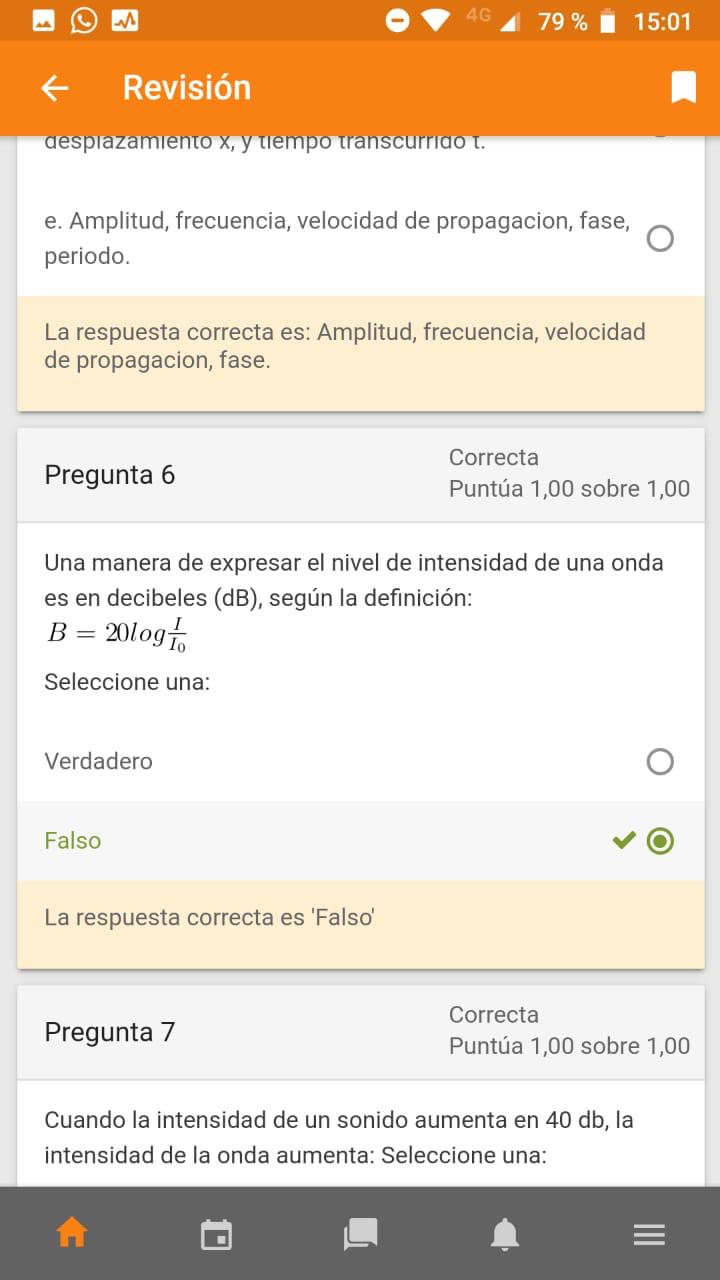 4G 79 % 15:01
Revisión
desplazamiento x, y tiempo transcurrido t.
e. Amplitud, frecuencia, velocidad de propagacion, fase,
periodo.
La respuesta correcta es: Amplitud, frecuencia, velocidad
de propagacion, fase.
Pregunta 6
Correcta
Puntúa 1,00 sobre 1,00
Una manera de expresar el nivel de intensidad de una onda
es en decibeles (dB), según la definición:
B = 20log I/I₀
Seleccione una:
Verdadero
Falso
La respuesta correcta es 'Falso'
Pregunta 7
Correcta
Puntúa 1,00 sobre 1,00
Cuando la intensidad de un sonido aumenta en 40 db, la
intensidad de la onda aumenta: Seleccione una: